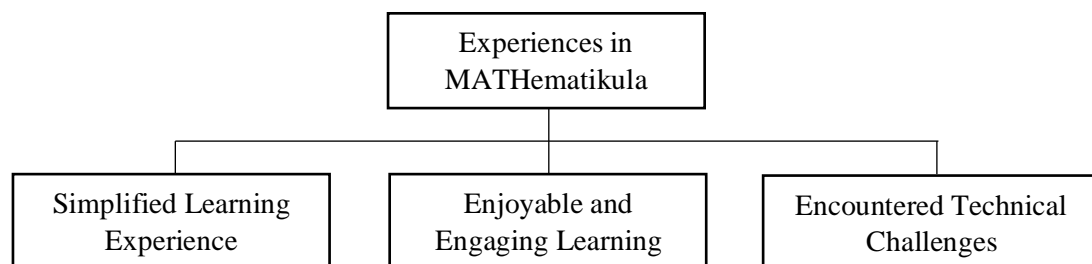 Experiences in
MATHematikula
Simplified Learning
Experience
Enjoyable and
Engaging Learning
Encountered Technical
Challenges